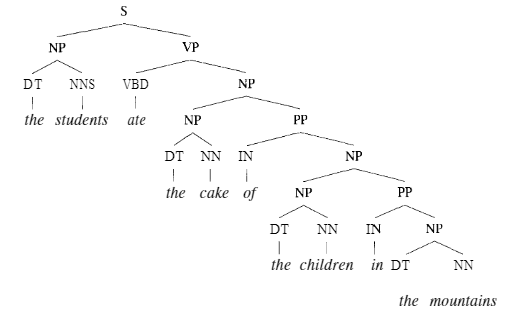 S
NP VP
DT NNS VBD NP
the students ate NP PP
DT NN IN NP
the cake of NP PP
DT NN IN NP
the children in DT NN
the mountains